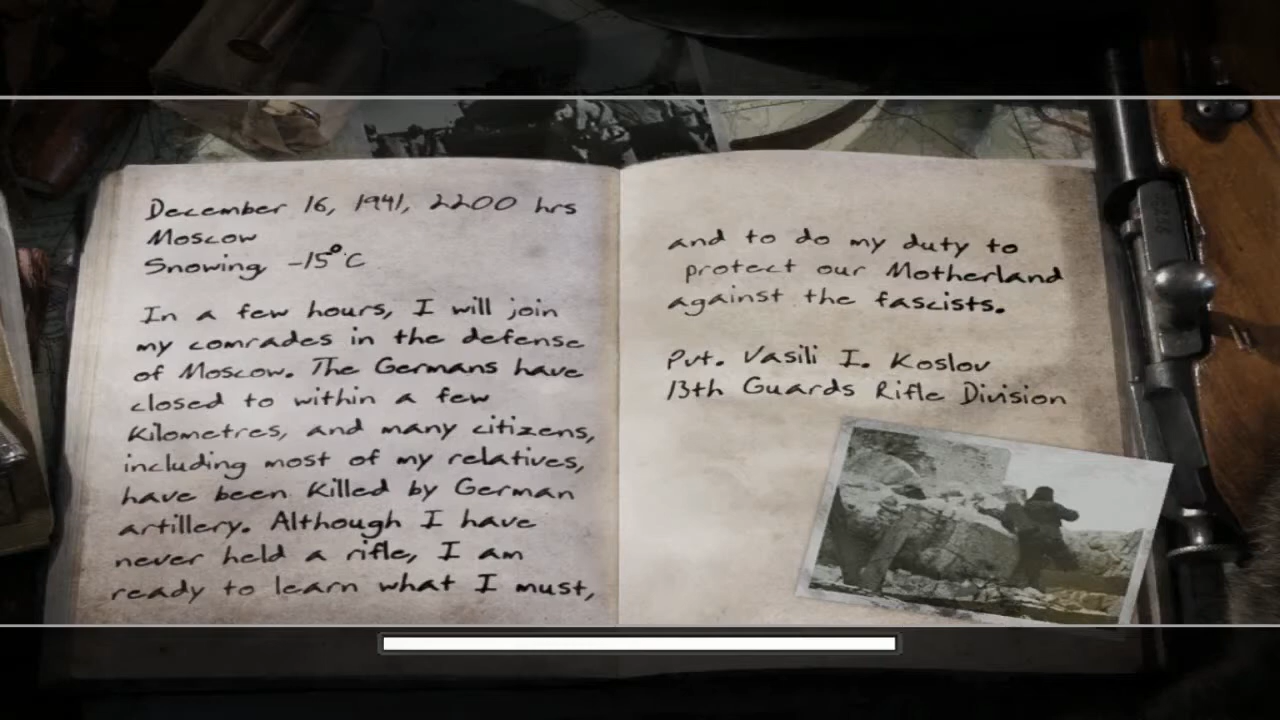 December 16, 1941, 2200 hrs
Moscow
Snowing -15°C
In a few hours, I will join
my comrades in the defense
of Moscow. The Germans have
closed to within a few
kilometres, and many citizens,
including most of my relatives,
have been killed by German
artillery. Although I have
never held a rifle, I am
ready to learn what I must,
and to do my duty to
protect our Motherland
against the fascists.
Pvt. Vasili I. Koslov
13th Guards Rifle Division